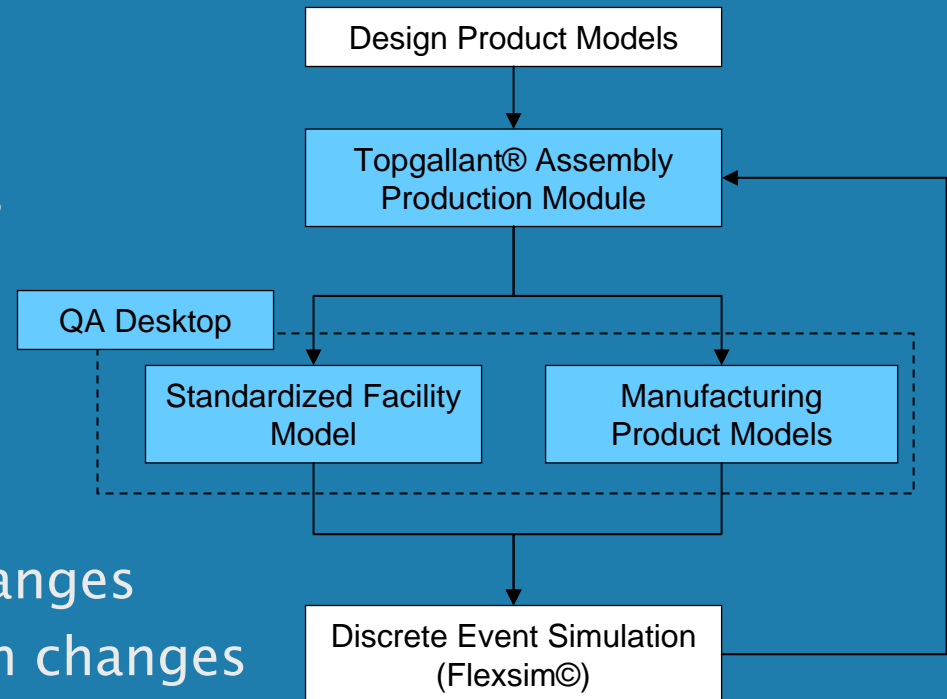 Design Product Models
Topgallant® Assembly
Production Module
QA Desktop
Standardized Facility
Model
Manufacturing
Product Models
changes
Discrete Event Simulation
(Flexsim©)